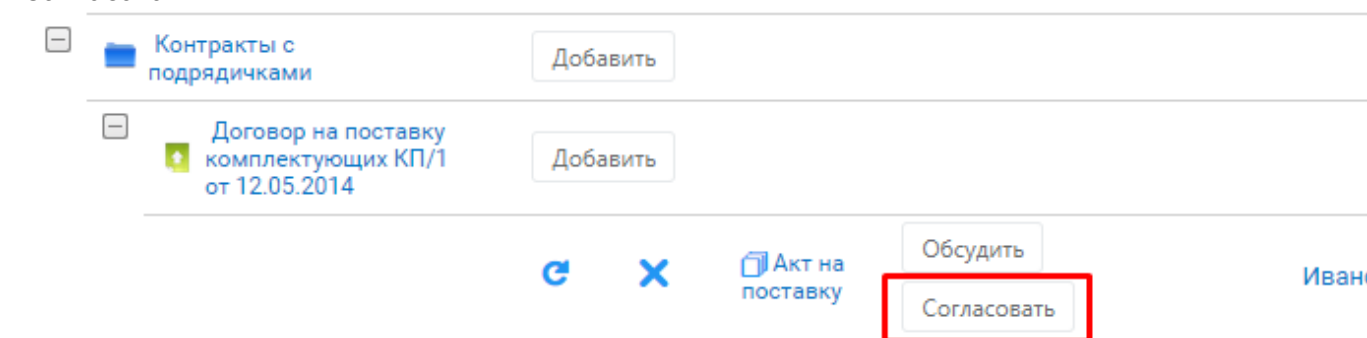 Контракты с
подрядичками
Добавить
Договор на поставку
комплектующих КП/1
от 12.05.2014
Добавить
Акт на
поставку
Обсудить
Согласовать